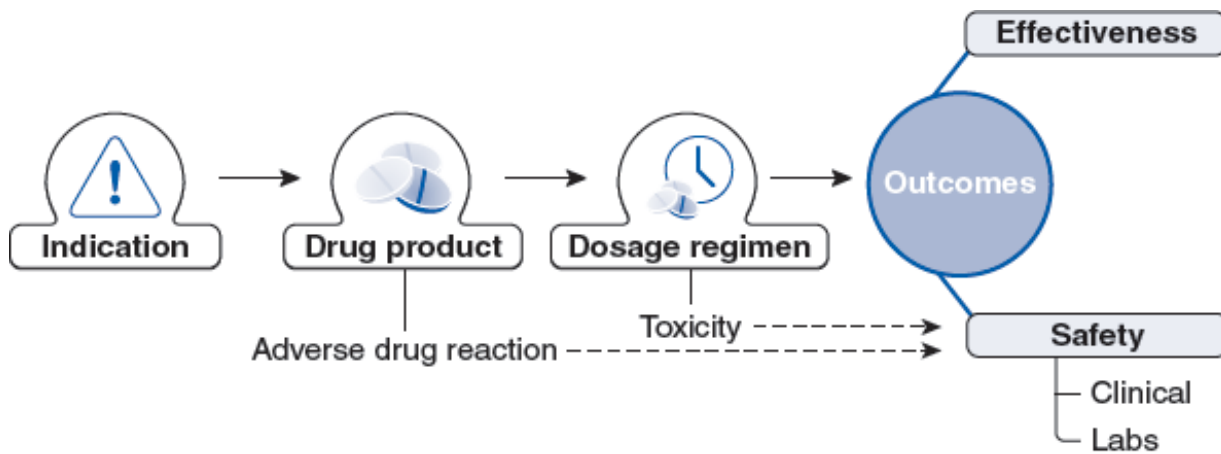 Effectiveness
Outcomes
Indication
Drug product
Dosage regimen
Toxicity
Adverse drug reaction
Safety
Clinical
Labs